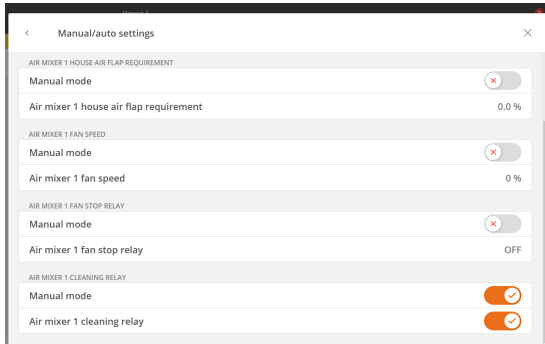 Manual/auto settings
AIR MIXER 1 HOUSE AIR FLAP REQUIREMENT
Manual mode
Air mixer 1 house air flap requirement 0.0 %
AIR MIXER 1 FAN SPEED
Manual mode
Air mixer 1 fan speed 0 %
AIR MIXER 1 FAN STOP RELAY
Manual mode
Air mixer 1 fan stop relay OFF
AIR MIXER 1 CLEANING RELAY
Manual mode
Air mixer 1 cleaning relay